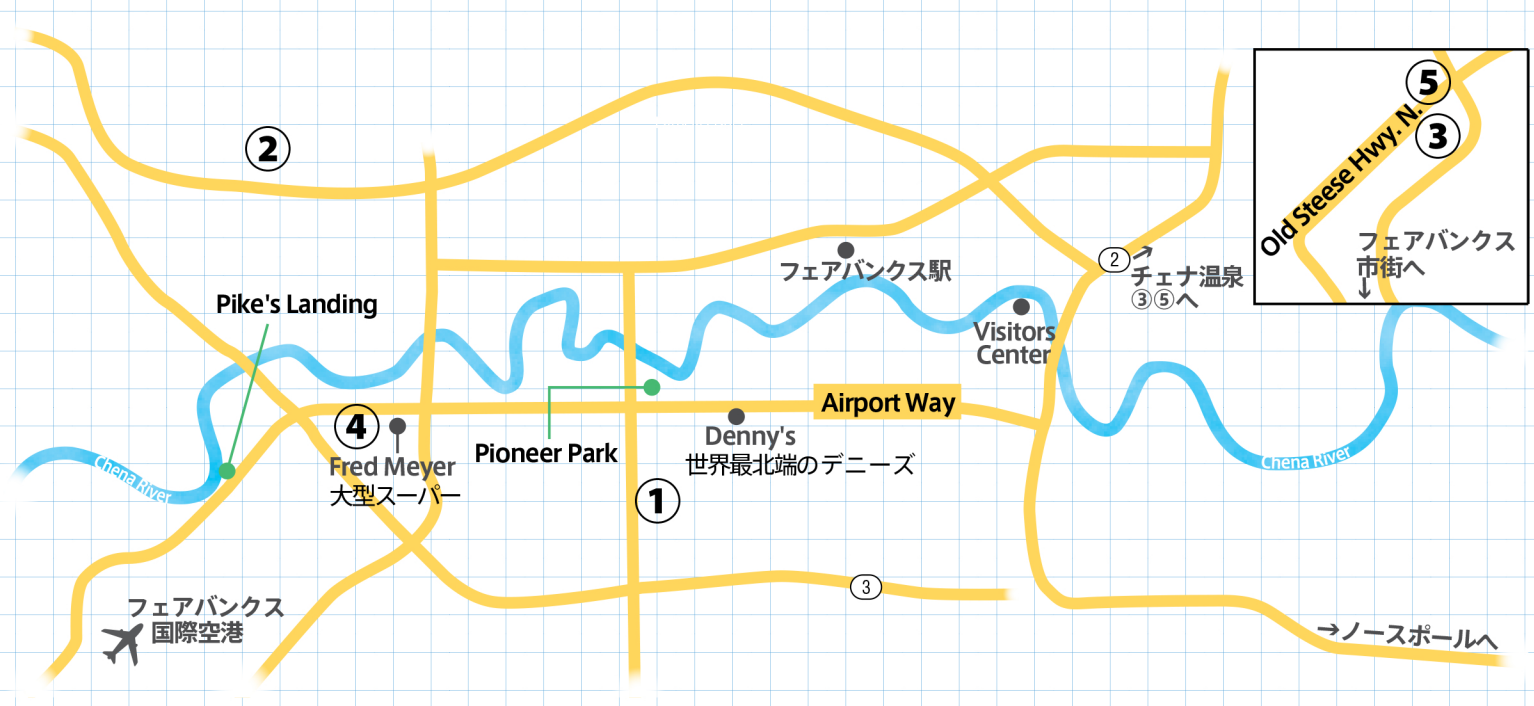 ②
Pike's Landing
Chena River
④
Fred Meyer
大型スーパー
Pioneer Park
①
Denny's
世界最北端のデニーズ
Airport Way
フェアバンクス駅
Visitors
Center
2
↗
チェナ温泉
③⑤へ
⑤
③
Old Steese Hwy. N.
フェアバンクス
市街へ
↓
Chena River
3
フェアバンクス
国際空港
→ノースポールへ